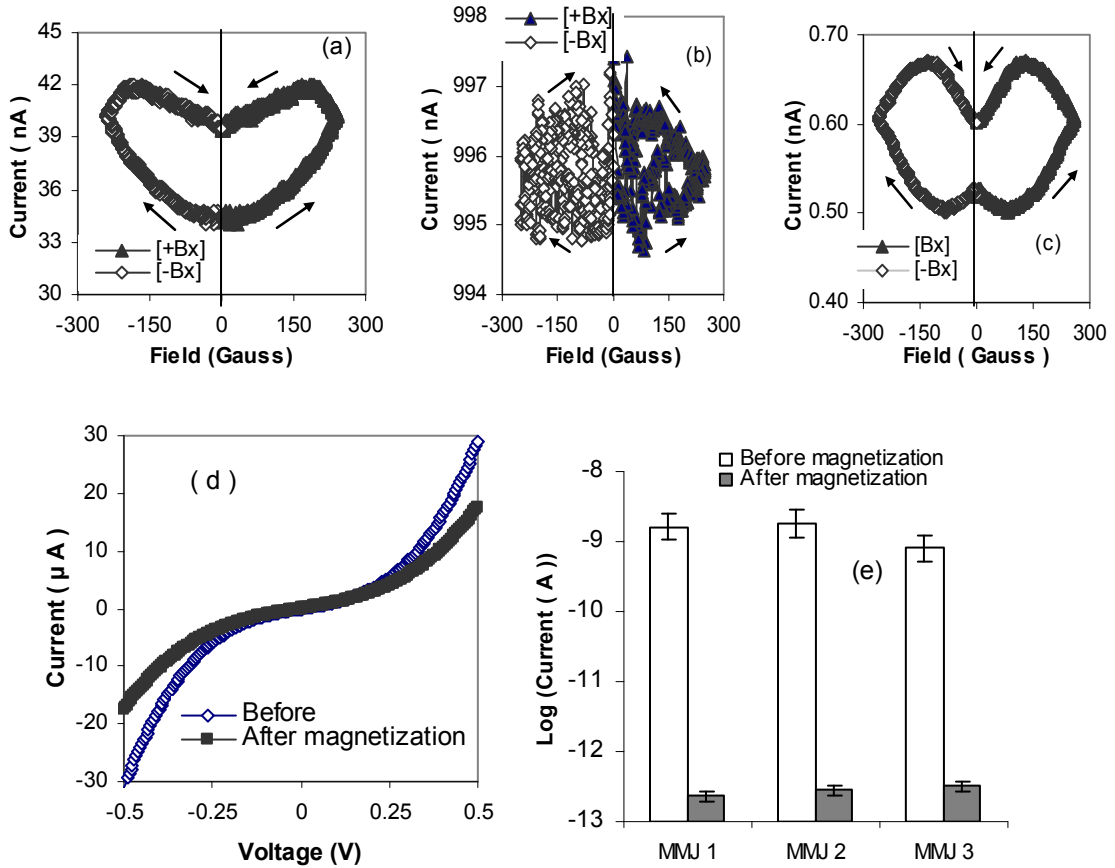 45
42
39
36
33
30
Current ( nA)
(a)
[+Bx]
[-Bx]
-300
-150
0
150
300
Field (Gauss)
998
997
996
995
994
Current ( nA)
[+Bx]
[-Bx]
(b)
-300
-150
0
150
300
Field (Gauss)
0.70
0.60
0.50
0.40
Current (nA)
[Bx]
[-Bx]
(c)
-300
-150
0
150
300
Field ( Gauss)
30
20
10
0
-10
-20
-30
Current ( µ A )
( d )
Before
After magnetization
-0.5
-0.25
0
0.25
0.5
Voltage (V)
Before magnetization
After magnetization
-8
-9
-10
-11
-12
-13
Log (Current ( A ))
(e)
MMJ 1
MMJ 2
MMJ 3